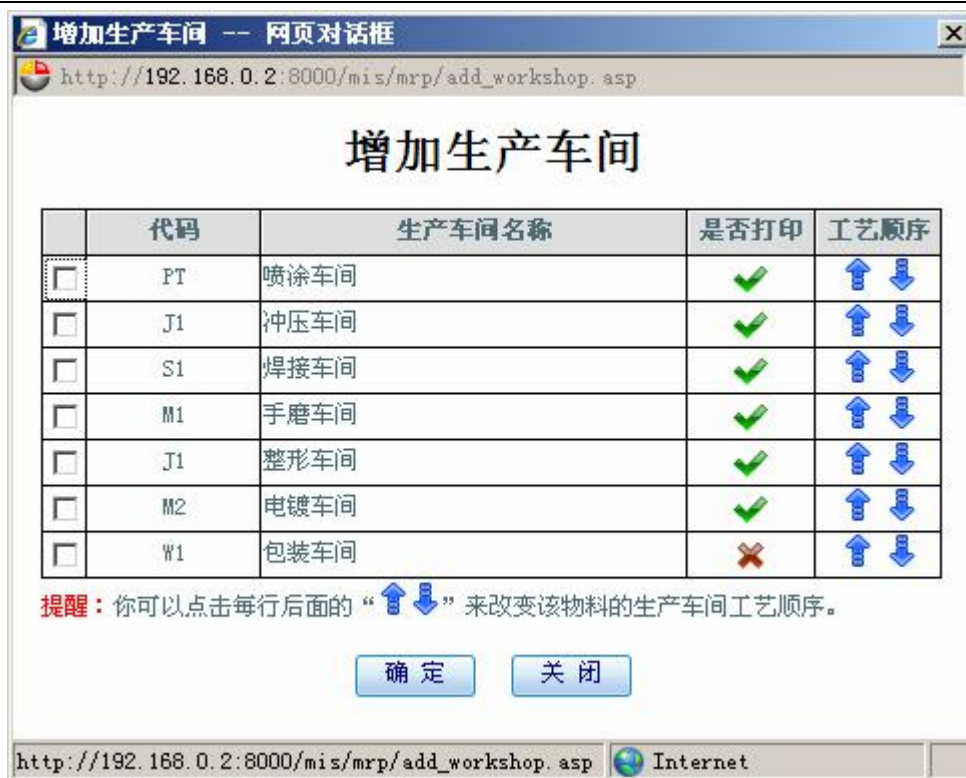 增加生产车间 -- 网页对话框
http://192.168.0.2:8000/mis/mrp/add_workshop.asp
增加生产车间
代码 生产车间名称 是否打印 工艺顺序
PT 喷涂车间
J1 冲压车间
S1 焊接车间
M1 手磨车间
J1 整形车间
M2 电镀车间
W1 包装车间
提醒：你可以点击每行后面的“ ”来改变该物料的生产车间工艺顺序。
确 定 关 闭
http://192.168.0.2:8000/mis/mrp/add_workshop.asp Internet